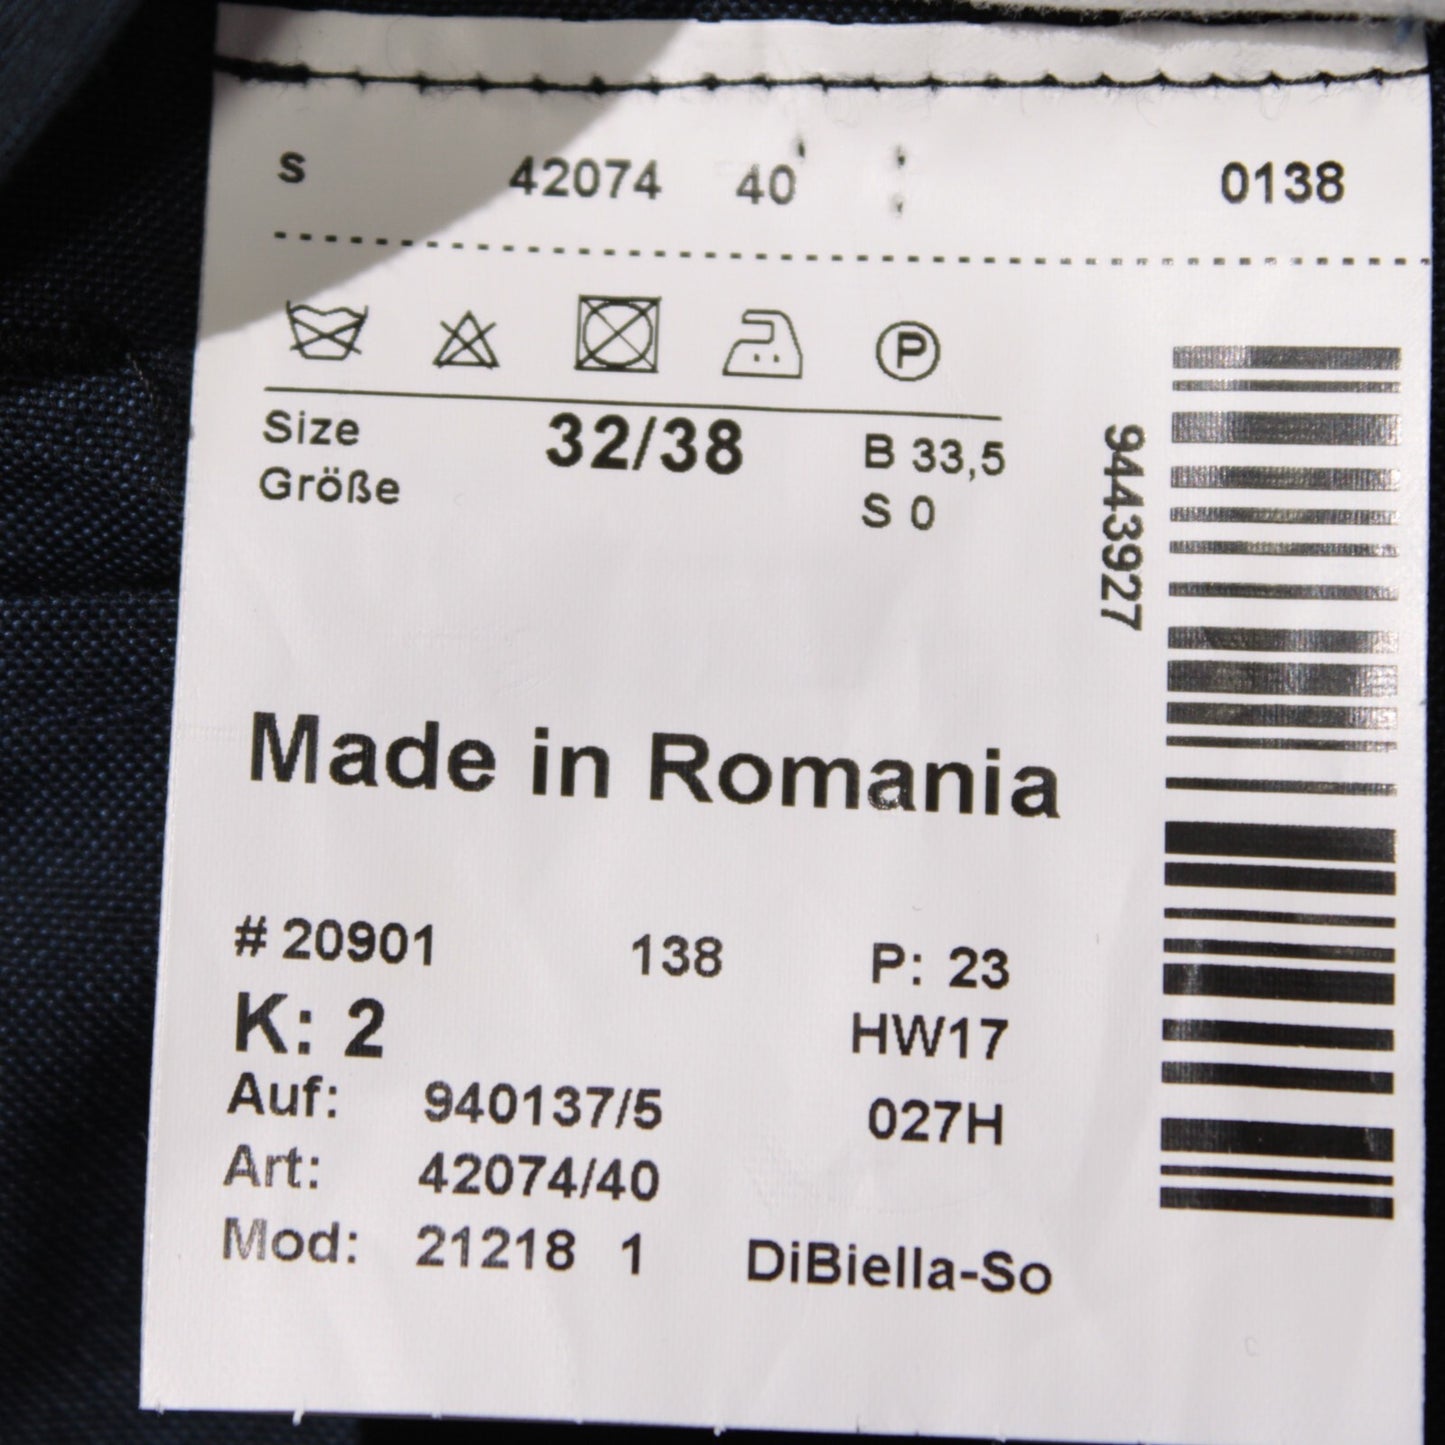 S 42074 40 0138
P
Size 32/38 B 33,5
Größe S 0
9443927
Made in Romania
# 20901 138 P: 23
K: 2 HW17
Auf: 940137/5 027H
Art: 42074/40
Mod: 21218 1 DiBiella-So